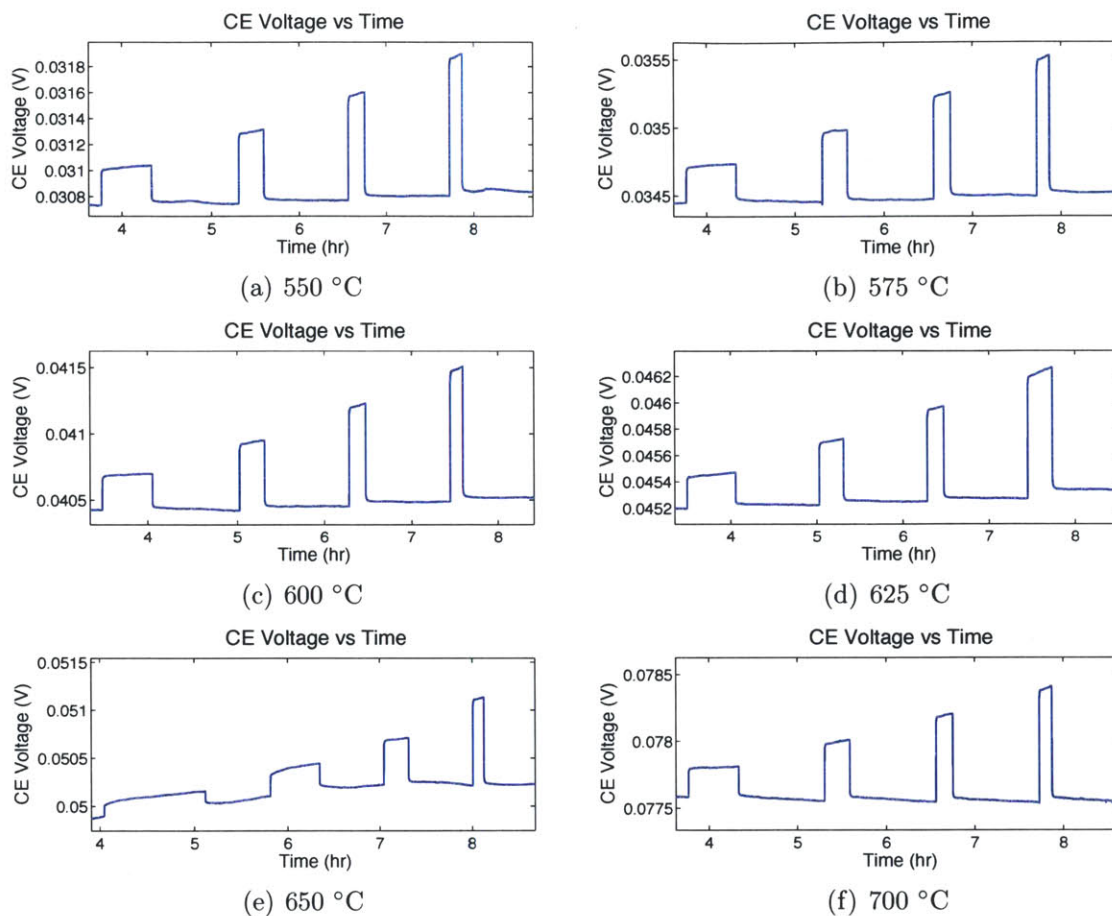 CE Voltage vs Time
CE Voltage (V)
0.0318
0.0316
0.0314
0.0312
0.031
0.0308
4 5 6 7 8
Time (hr)
(a) 550 °C
CE Voltage vs Time
CE Voltage (V)
0.0355
0.035
0.0345
4 5 6 7 8
Time (hr)
(b) 575 °C
CE Voltage vs Time
CE Voltage (V)
0.0415
0.041
0.0405
4 5 6 7 8
Time (hr)
(c) 600 °C
CE Voltage vs Time
CE Voltage (V)
0.0462
0.046
0.0458
0.0456
0.0454
0.0452
4 5 6 7 8
Time (hr)
(d) 625 °C
CE Voltage vs Time
CE Voltage (V)
0.0515
0.051
0.0505
0.05
4 5 6 7 8
Time (hr)
(e) 650 °C
CE Voltage vs Time
CE Voltage (V)
0.0785
0.078
0.0775
4 5 6 7 8
Time (hr)
(f) 700 °C